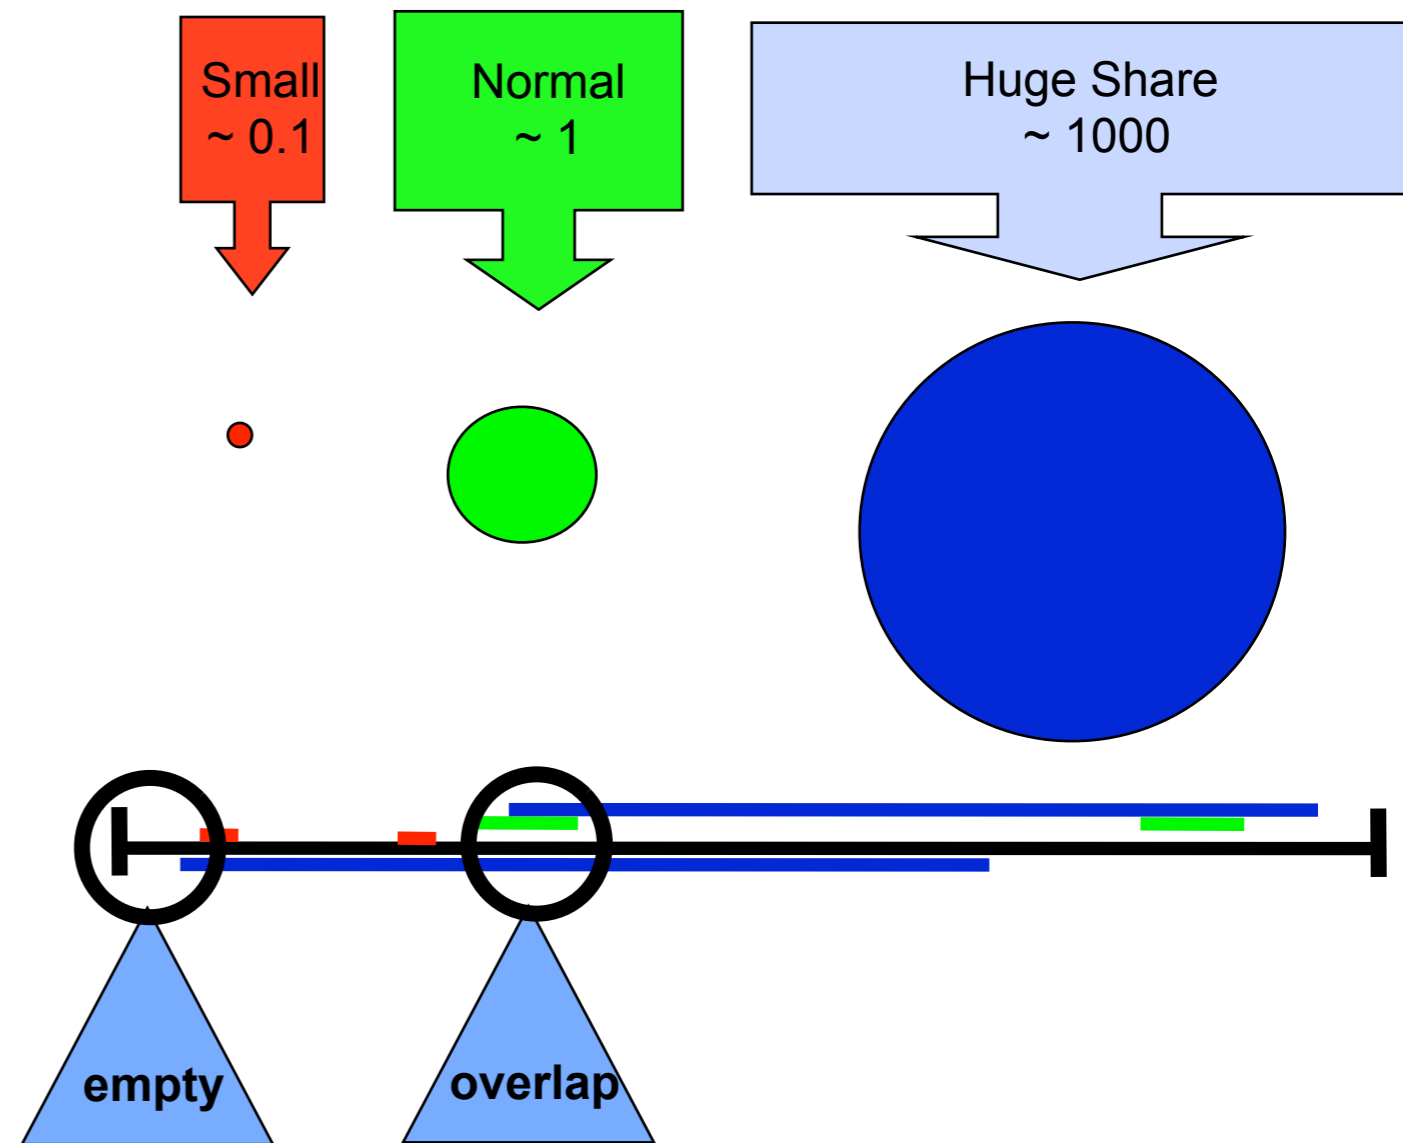 Small
~ 0.1
Normal
~ 1
Huge Share
~ 1000
empty
overlap